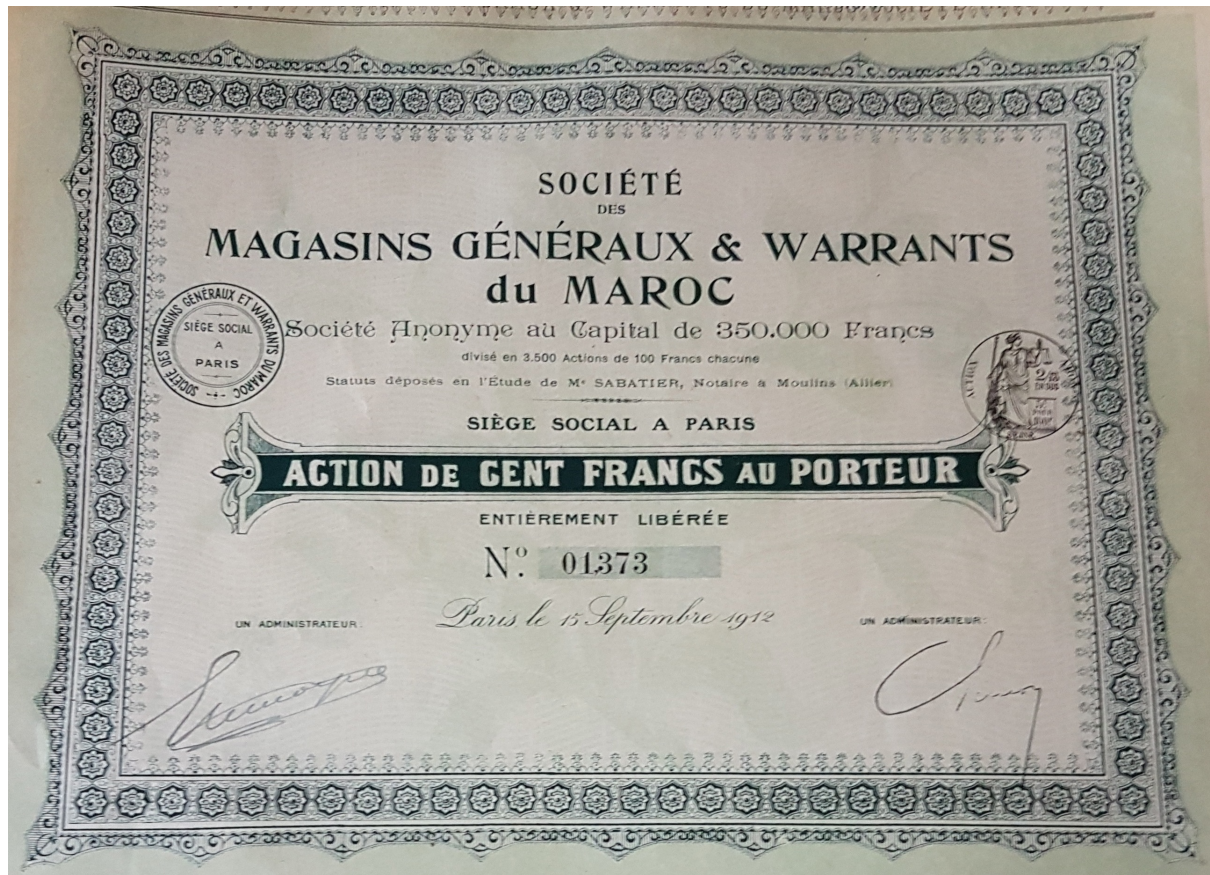 SOCIÉTÉ
DES
MAGASINS GÉNÉRAUX & WARRANTS
du MAROC
Société Anonyme au Capital de 350.000 Francs
divisé en 3.500 Actions de 100 Francs chacune
Statuts déposés en l'Étude de Me SABATIER, Notaire à Moulins (Allier)
SOCIÉTÉ DES MAGASINS GÉNÉRAUX ET WARRANTS DU MAROC
SIÈGE SOCIAL
A
PARIS
SIÈGE SOCIAL A PARIS
ACTION DE CENT FRANCS AU PORTEUR
ENTIÈREMENT LIBÉRÉE
No. 01,373
Paris le 15 Septembre 1912
UN ADMINISTRATEUR:
UN ADMINISTRATEUR: